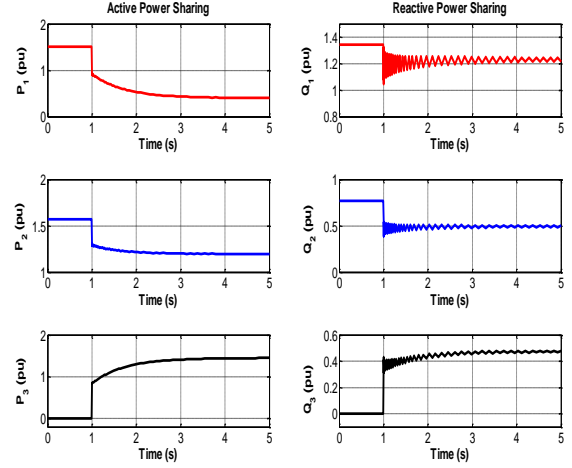 Active Power Sharing
Reactive Power Sharing
P1 (pu)
2
1
0
0 1 2 3 4 5
Time (s)
Q1 (pu)
1.4
1.2
1
0.8
0 1 2 3 4 5
Time (s)
P2 (pu)
2
1.5
1
0 1 2 3 4 5
Time (s)
Q2 (pu)
1
0.5
0
0 1 2 3 4 5
Time (s)
P3 (pu)
2
1
0
0 1 2 3 4 5
Time (s)
Q3 (pu)
0.6
0.4
0.2
0
0 1 2 3 4 5
Time (s)